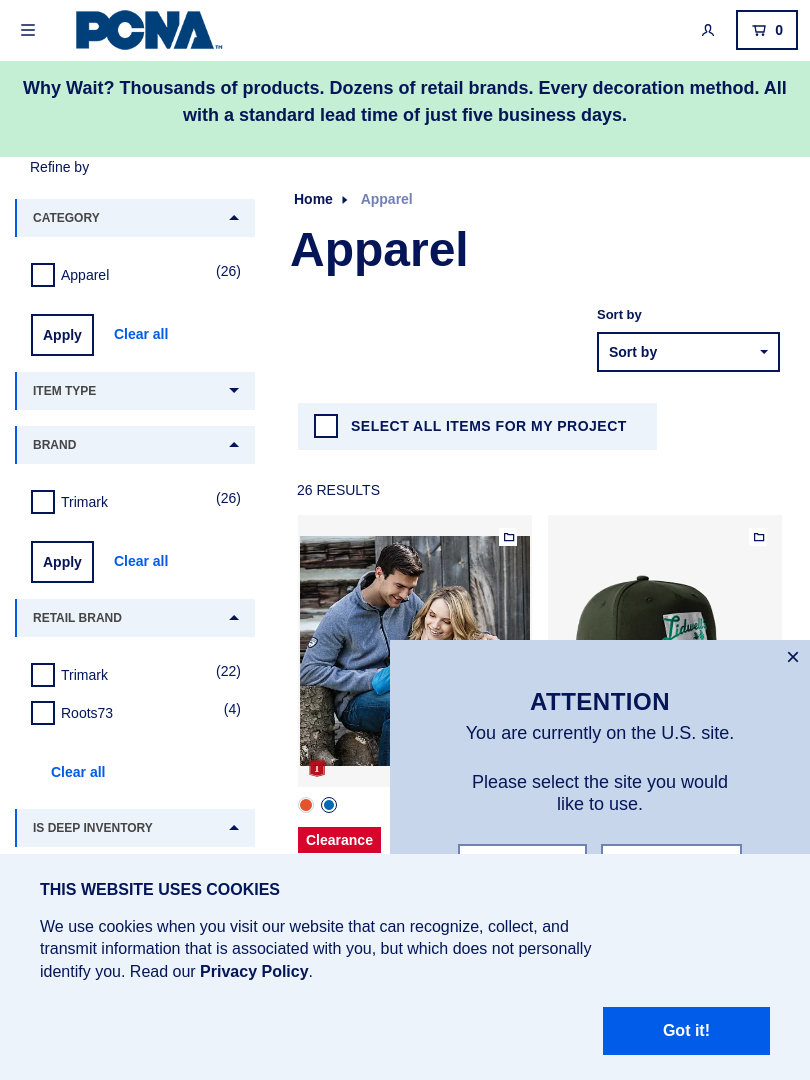 PCNA
TM
0
Why Wait? Thousands of products. Dozens of retail brands. Every decoration method. All
with a standard lead time of just five business days.
Refine by
Home
Apparel
CATEGORY
Apparel
Apparel
(26)
Sort by
Apply
Clear all
Sort by
ITEM TYPE
SELECT ALL ITEMS FOR MY PROJECT
BRAND
26 RESULTS
Trimark
(26)
Apply
Clear all
RETAIL BRAND
Tidwell
Trimark
(22)
ATTENTION
Roots73
(4)
You are currently on the U.S. site.
1
Clear all
Please select the site you would
like to use.
IS DEEP INVENTORY
Clearance
THIS WEBSITE USES COOKIES
We use cookies when you visit our website that can recognize, collect, and
transmit information that is associated with you, but which does not personally
identify you. Read our Privacy Policy.
Got it!